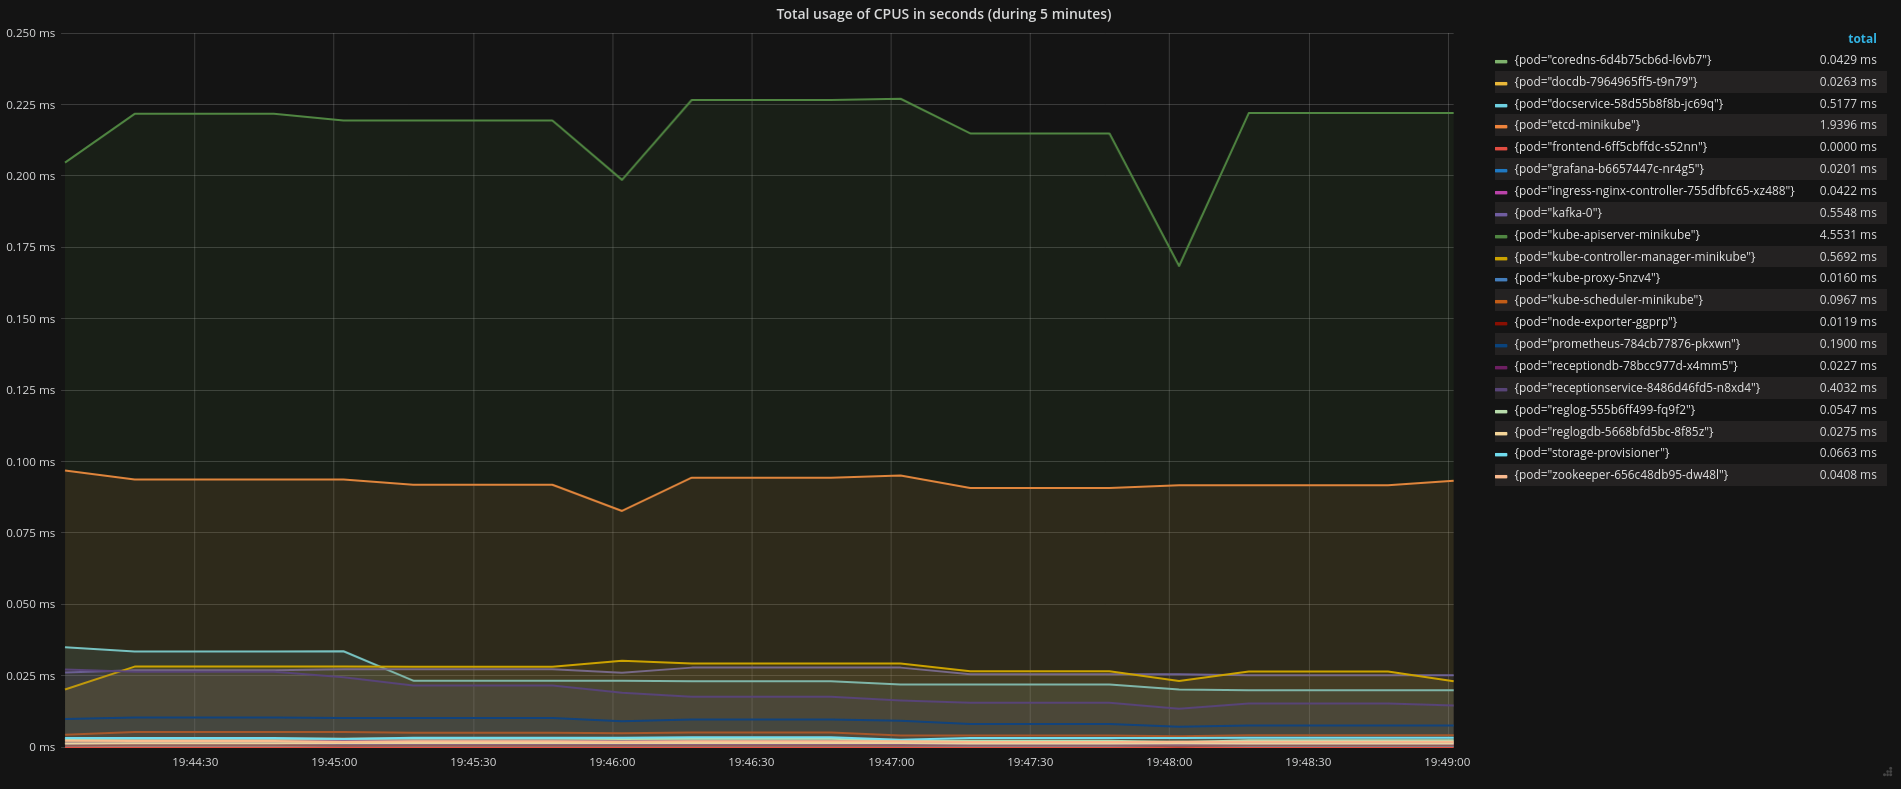 Total usage of CPUS in seconds (during 5 minutes)
0.250 ms
0.225 ms
0.200 ms
0.175 ms
0.150 ms
0.125 ms
0.100 ms
0.075 ms
0.050 ms
0.025 ms
0 ms
19:44:30 19:45:00 19:45:30 19:46:00 19:46:30 19:47:00 19:47:30 19:48:00 19:48:30 19:49:00
total
{pod="coredns-6d4b75cb6d-l6vb7"} 0.0429 ms
{pod="docdb-7964965ff5-t9n79"} 0.0263 ms
{pod="docservice-58d55b8f8b-jc69q"} 0.5177 ms
{pod="etcd-minikube"} 1.9396 ms
{pod="frontend-6ff5cbffdc-s52nn"} 0.0000 ms
{pod="grafana-b6657447c-nr4g5"} 0.0201 ms
{pod="ingress-nginx-controller-755dfbfc65-xz488"} 0.0422 ms
{pod="kafka-0"} 0.5548 ms
{pod="kube-apiserver-minikube"} 4.5531 ms
{pod="kube-controller-manager-minikube"} 0.5692 ms
{pod="kube-proxy-5nzv4"} 0.0160 ms
{pod="kube-scheduler-minikube"} 0.0967 ms
{pod="node-exporter-ggprp"} 0.0119 ms
{pod="prometheus-784cb77876-pkxwn"} 0.1900 ms
{pod="receptiondb-78bcc977d-x4mm5"} 0.0227 ms
{pod="receptionservice-8486d46fd5-n8xd4"} 0.4032 ms
{pod="reglog-555b6ff499-fq9f2"} 0.0547 ms
{pod="reglogdb-5668bfd5bc-8f85z"} 0.0275 ms
{pod="storage-provisioner"} 0.0663 ms
{pod="zookeeper-656c48db95-dw48l"} 0.0408 ms